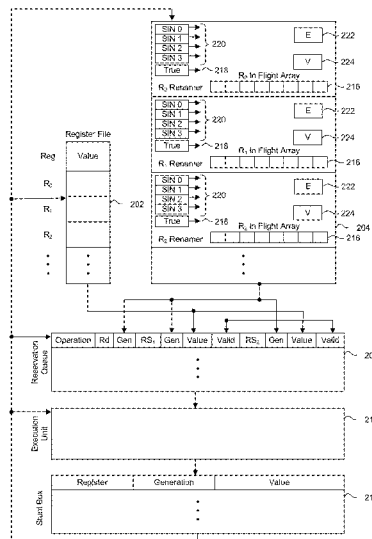 SIN 0
SIN 1
SIN 2
SIN 3
220
E
222
V
224
True
218
R0 In Flight Array
216
R0 Renamer
SIN 0
SIN 1
SIN 2
SIN 3
220
E
222
V
224
True
218
R1 In Flight Array
216
R1 Renamer
SIN 0
SIN 1
SIN 2
SIN 3
220
E
222
V
224
204
True
218
In Flight Array
216
Renamer
Register File
Reg
Value
R0
R1
R2
202
Reservation Queue
Operation
Rd
Gen
RS1
Gen
Value
Valid
RS2
Gen
Value
Valid
20
Execution Unit
21
Register
Generation
Value
21
Box